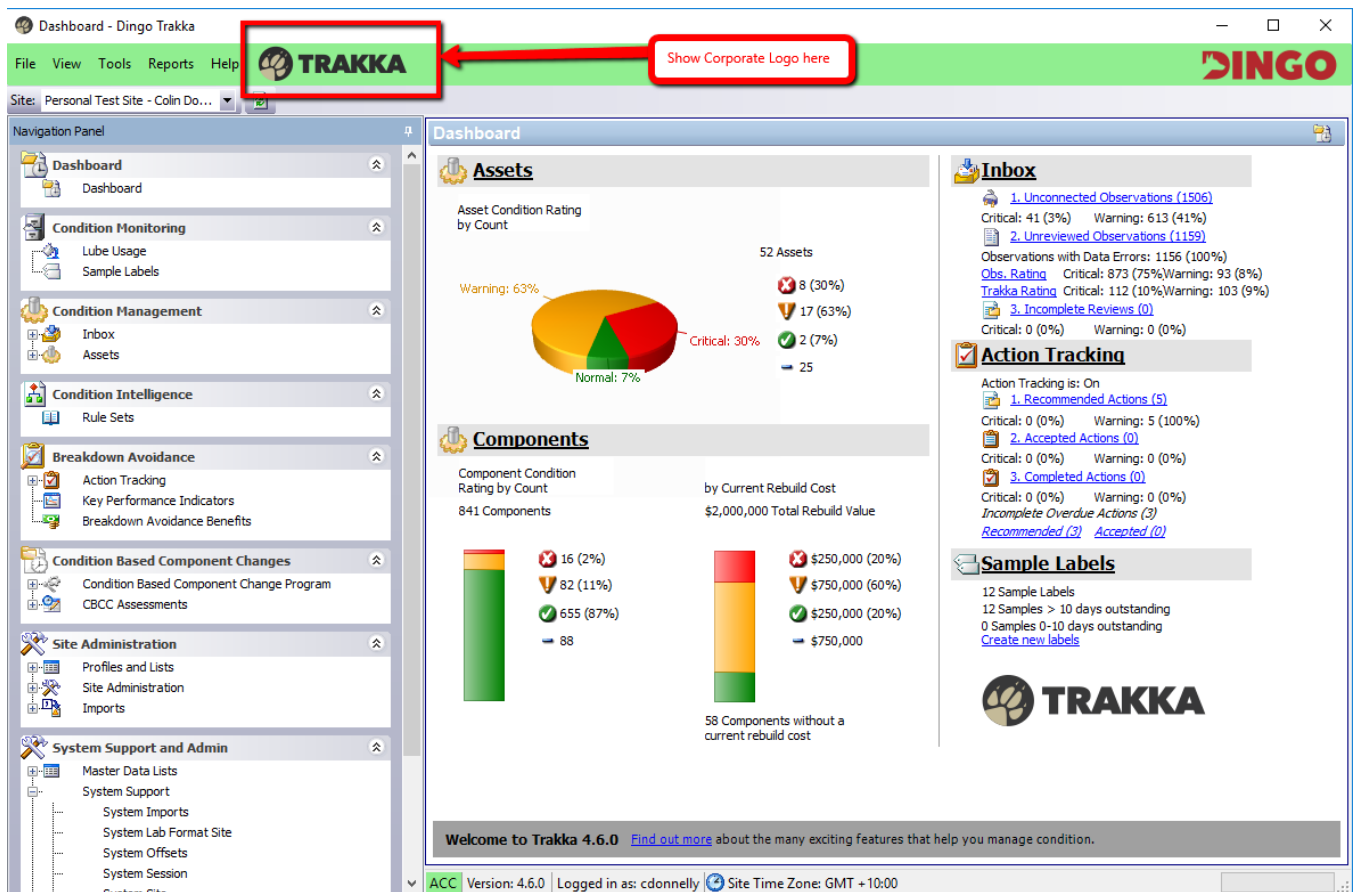 Dashboard - Dingo Trakka
File View Tools Reports Help
TRAKKA
Show Corporate Logo here
DINGO
Site: Personal Test Site - Colin Do...
Navigation Panel
Dashboard
Dashboard
Condition Monitoring
Lube Usage
Sample Labels
Condition Management
Inbox
Assets
Condition Intelligence
Rule Sets
Breakdown Avoidance
Action Tracking
Key Performance Indicators
Breakdown Avoidance Benefits
Condition Based Component Changes
Condition Based Component Change Program
CBCC Assessments
Site Administration
Profiles and Lists
Site Administration
Imports
System Support and Admin
Master Data Lists
System Support
System Imports
System Lab Format Site
System Offsets
System Session
System Site
Dashboard
Assets
Asset Condition Rating
by Count
52 Assets
Warning: 63%
Critical: 30%
Normal: 7%
8 (30%)
17 (63%)
2 (7%)
25
Components
Component Condition
Rating by Count
841 Components
16 (2%)
82 (11%)
655 (87%)
88
by Current Rebuild Cost
$2,000,000 Total Rebuild Value
$250,000 (20%)
$750,000 (60%)
$250,000 (20%)
$750,000
58 Components without a
current rebuild cost
Inbox
1. Unconnected Observations (1506)
Critical: 41 (3%) Warning: 613 (41%)
2. Unreviewed Observations (1159)
Observations with Data Errors: 1156 (100%)
Obs. Rating Critical: 873 (75%)Warning: 93 (8%)
Trakka Rating Critical: 112 (10%)Warning: 103 (9%)
3. Incomplete Reviews (0)
Critical: 0 (0%) Warning: 0 (0%)
Action Tracking
Action Tracking is: On
1. Recommended Actions (5)
Critical: 0 (0%) Warning: 5 (100%)
2. Accepted Actions (0)
Critical: 0 (0%) Warning: 0 (0%)
3. Completed Actions (0)
Critical: 0 (0%) Warning: 0 (0%)
Incomplete Overdue Actions (3)
Recommended (3) Accepted (0)
Sample Labels
12 Sample Labels
12 Samples > 10 days outstanding
0 Samples 0-10 days outstanding
Create new labels
TRAKKA
Welcome to Trakka 4.6.0 Find out more about the many exciting features that help you manage condition.
ACC Version: 4.6.0 Logged in as: cdonnelly Site Time Zone: GMT +10:00